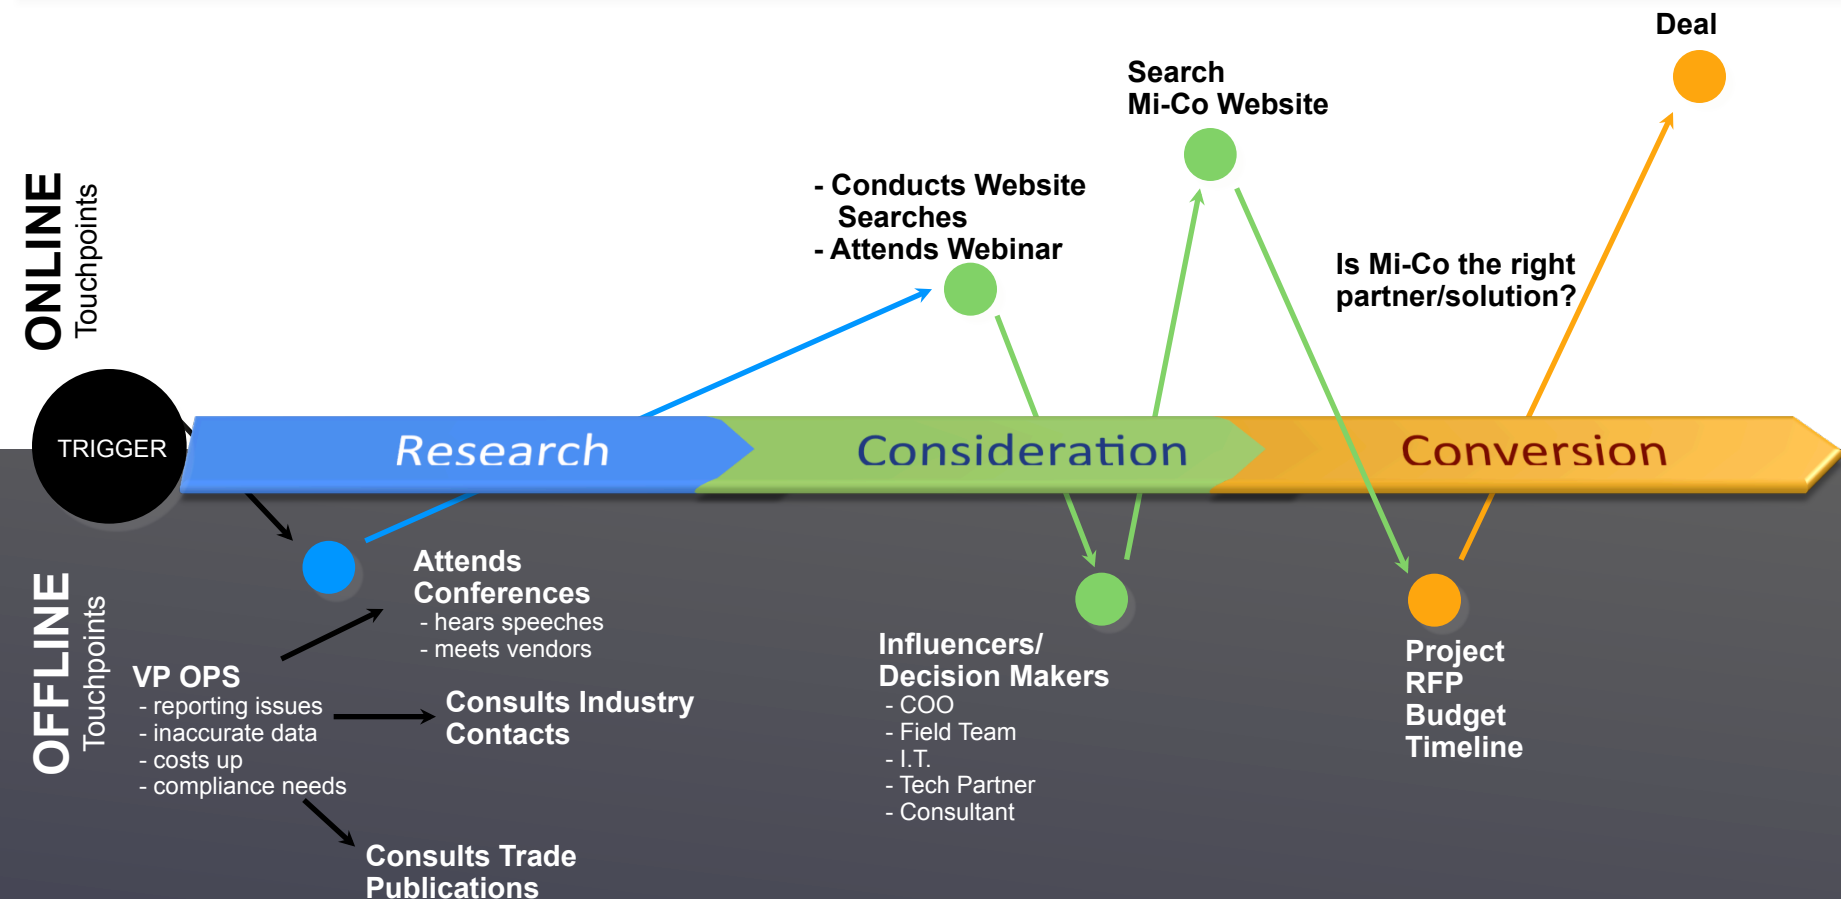 Deal
Search
Mi-Co Website
- Conducts Website
Searches
- Attends Webinar
Is Mi-Co the right
partner/solution?
ONLINE
Touchpoints
TRIGGER
Research
Consideration
Conversion
OFFLINE
Touchpoints
VP OPS
- reporting issues
- inaccurate data
- costs up
- compliance needs
Attends
Conferences
- hears speeches
- meets vendors
Consults Industry
Contacts
Consults Trade
Publications
Influencers/
Decision Makers
- COO
- Field Team
- I.T.
- Tech Partner
- Consultant
Project
RFP
Budget
Timeline